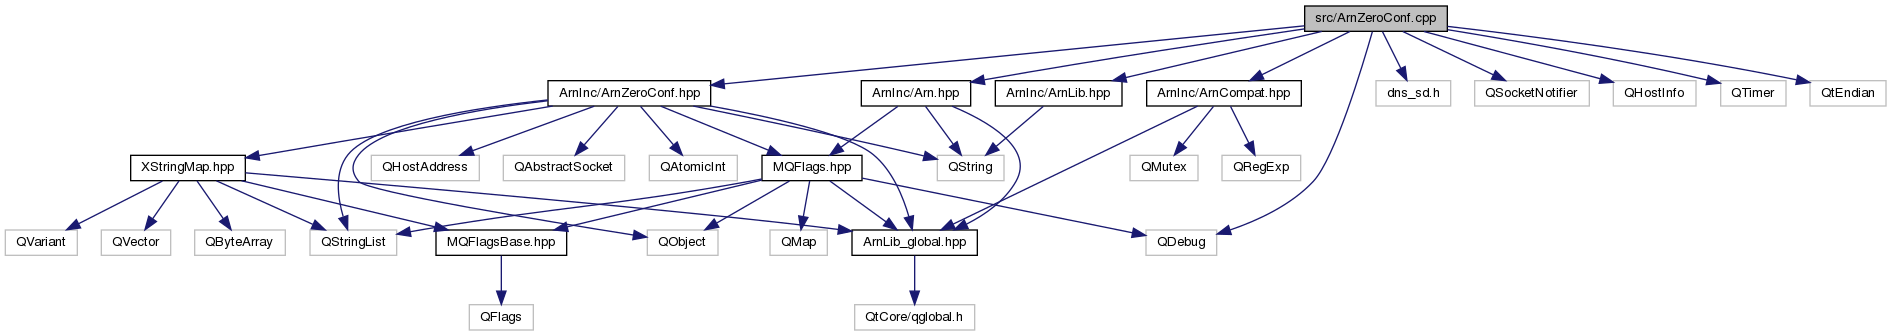 src/ArnZeroConf.cpp
ArnInc/ArnZeroConf.hpp
ArnInc/Arn.hpp
ArnInc/ArnLib.hpp
ArnInc/ArnCompat.hpp
dns_sd.h
QSocketNotifier
QHostInfo
QTimer
QtEndian
XStringMap.hpp
QHostAddress
QAbstractSocket
QAtomicInt
MQFlags.hpp
QString
QMutex
QRegExp
QVariant
QVector
QByteArray
QStringList
MQFlagsBase.hpp
QObject
QMap
ArnLib_global.hpp
QDebug
QFlags
QtCore/qglobal.h